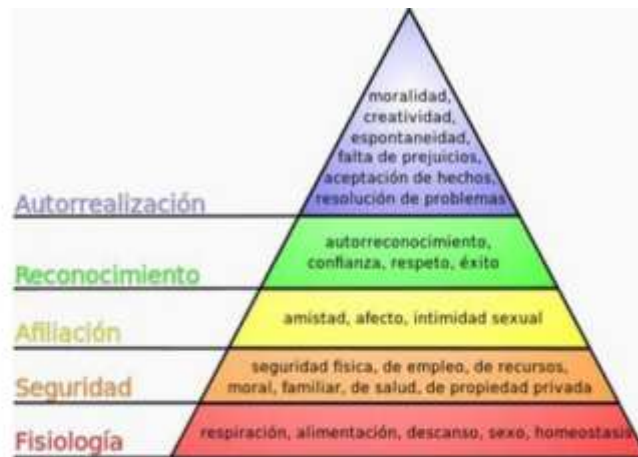 moralidad,
creatividad,
espontaneidad,
falta de prejuicios,
aceptación de hechos,
resolución de problemas
Autorrealización
autorreconocimiento,
confianza, respeto, éxito
Reconocimiento
amistad, afecto, intimidad sexual
Afiliación
seguridad física, de empleo, de recursos,
moral, familiar, de salud, de propiedad privada
Seguridad
respiración, alimentación, descanso, sexo, homeostasis
Fisiología